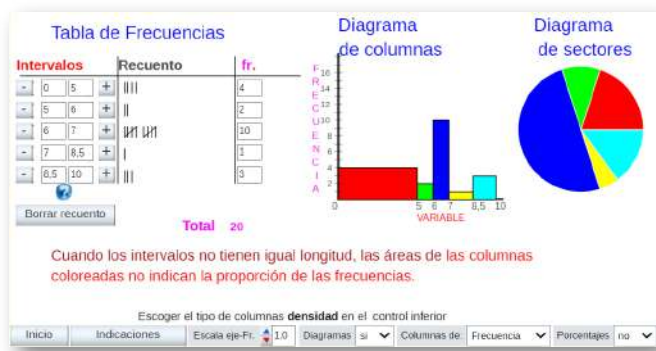 Tabla de Frecuencias
Intervalos Recuento fr.
- 0 5 + 4
- 5 6 + 2
- 6 7 + 10
- 7 8,5 + 1
- 8,5 10 + 3
?
Borrar recuento
Total 20
Diagrama
de columnas
FRECUENCIA
16
14
12
10
8
6
4
2
0 5 6 7 8,5 10
VARIABLE
Diagrama
de sectores
Cuando los intervalos no tienen igual longitud, las áreas de las columnas
coloreadas no indican la proporción de las frecuencias.
Escoger el tipo de columnas densidad en el control inferior
Inicio Indicaciones Escala eje-Fr. 1.0 Diagramas si Columnas de: Frecuencia Porcentajes no